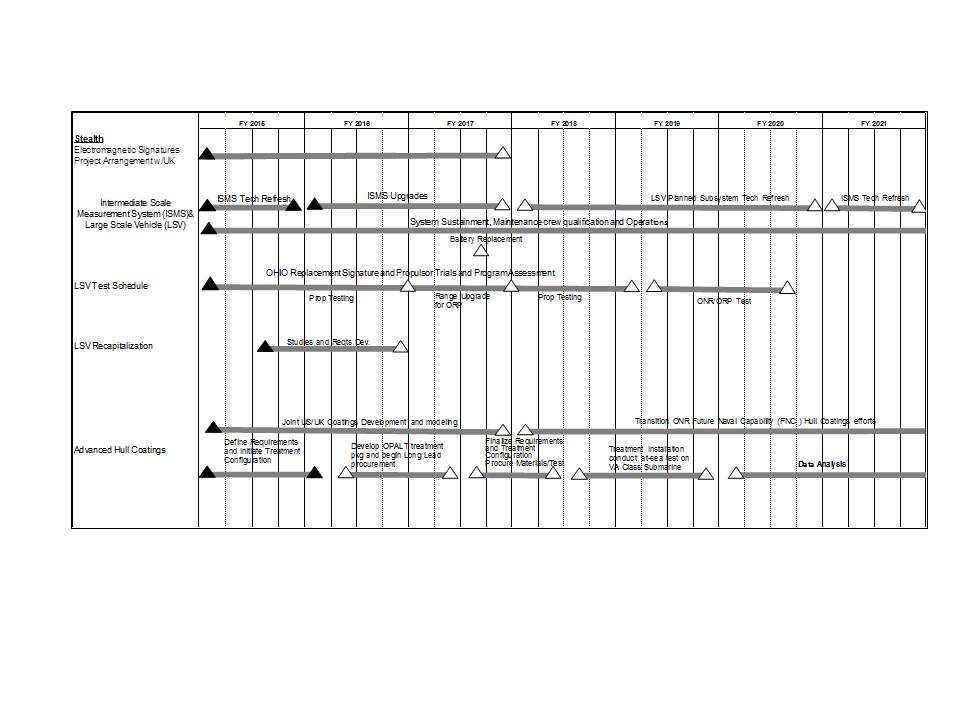 FY 2015 FY 2016 FY 2017 FY 2018 FY 2019 FY 2020 FY 2021
Stealth
Electromagnetic Signatures
Project Arrangement w/UK
Intermediate Scale
Measurement System (ISMS)&
Large Scale Vehicle (LSV)
ISMS Tech Refresh
ISMS Upgrades
LSV Planned Subsystem Tech Refresh
ISMS Tech Refresh
System Sustainment, Maintenance crew qualification and Operations
Battery Replacement
LSV Test Schedule
OHIO Replacement Signature and Propulsor Trials and Program Assessment
Prop Testing
Range Upgrade
for ORP
Prop Testing
ONR/ORP Test
LSV Recapitalization
Studies and Reqts Dev.
Advanced Hull Coatings
Joint US/UK Coatings Development and modeling
Transition ONR Future Naval Capability (FNC ) Hull Coatings efforts
Define Requirements
and Initiate Treatment
Configuration
Develop OPALT treatment
pkg and begin Long Lead
procurement
Finalize Requirements
and Treatment
Configuration
Procure Materials/Test
Treatment installation
conduct at-sea test on
VA Class Submarine
Data Analysis